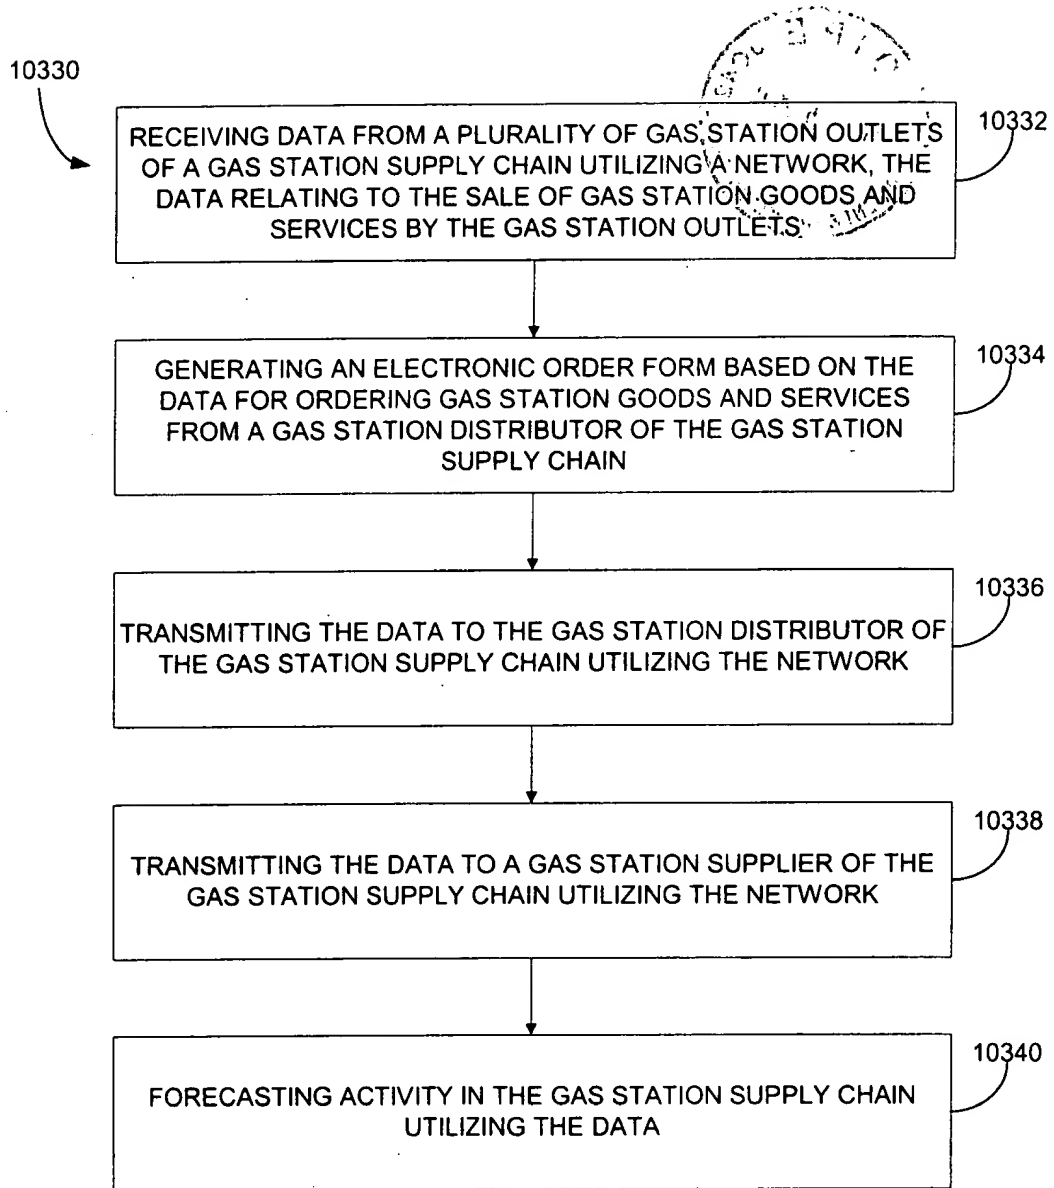 10330
RECEIVING DATA FROM A PLURALITY OF GAS STATION OUTLETS
OF A GAS STATION SUPPLY CHAIN UTILIZING A NETWORK, THE
DATA RELATING TO THE SALE OF GAS STATION GOODS AND
SERVICES BY THE GAS STATION OUTLETS
10332
GENERATING AN ELECTRONIC ORDER FORM BASED ON THE
DATA FOR ORDERING GAS STATION GOODS AND SERVICES
FROM A GAS STATION DISTRIBUTOR OF THE GAS STATION
SUPPLY CHAIN
10334
TRANSMITTING THE DATA TO THE GAS STATION DISTRIBUTOR OF
THE GAS STATION SUPPLY CHAIN UTILIZING THE NETWORK
10336
TRANSMITTING THE DATA TO A GAS STATION SUPPLIER OF THE
GAS STATION SUPPLY CHAIN UTILIZING THE NETWORK
10338
FORECASTING ACTIVITY IN THE GAS STATION SUPPLY CHAIN
UTILIZING THE DATA
10340